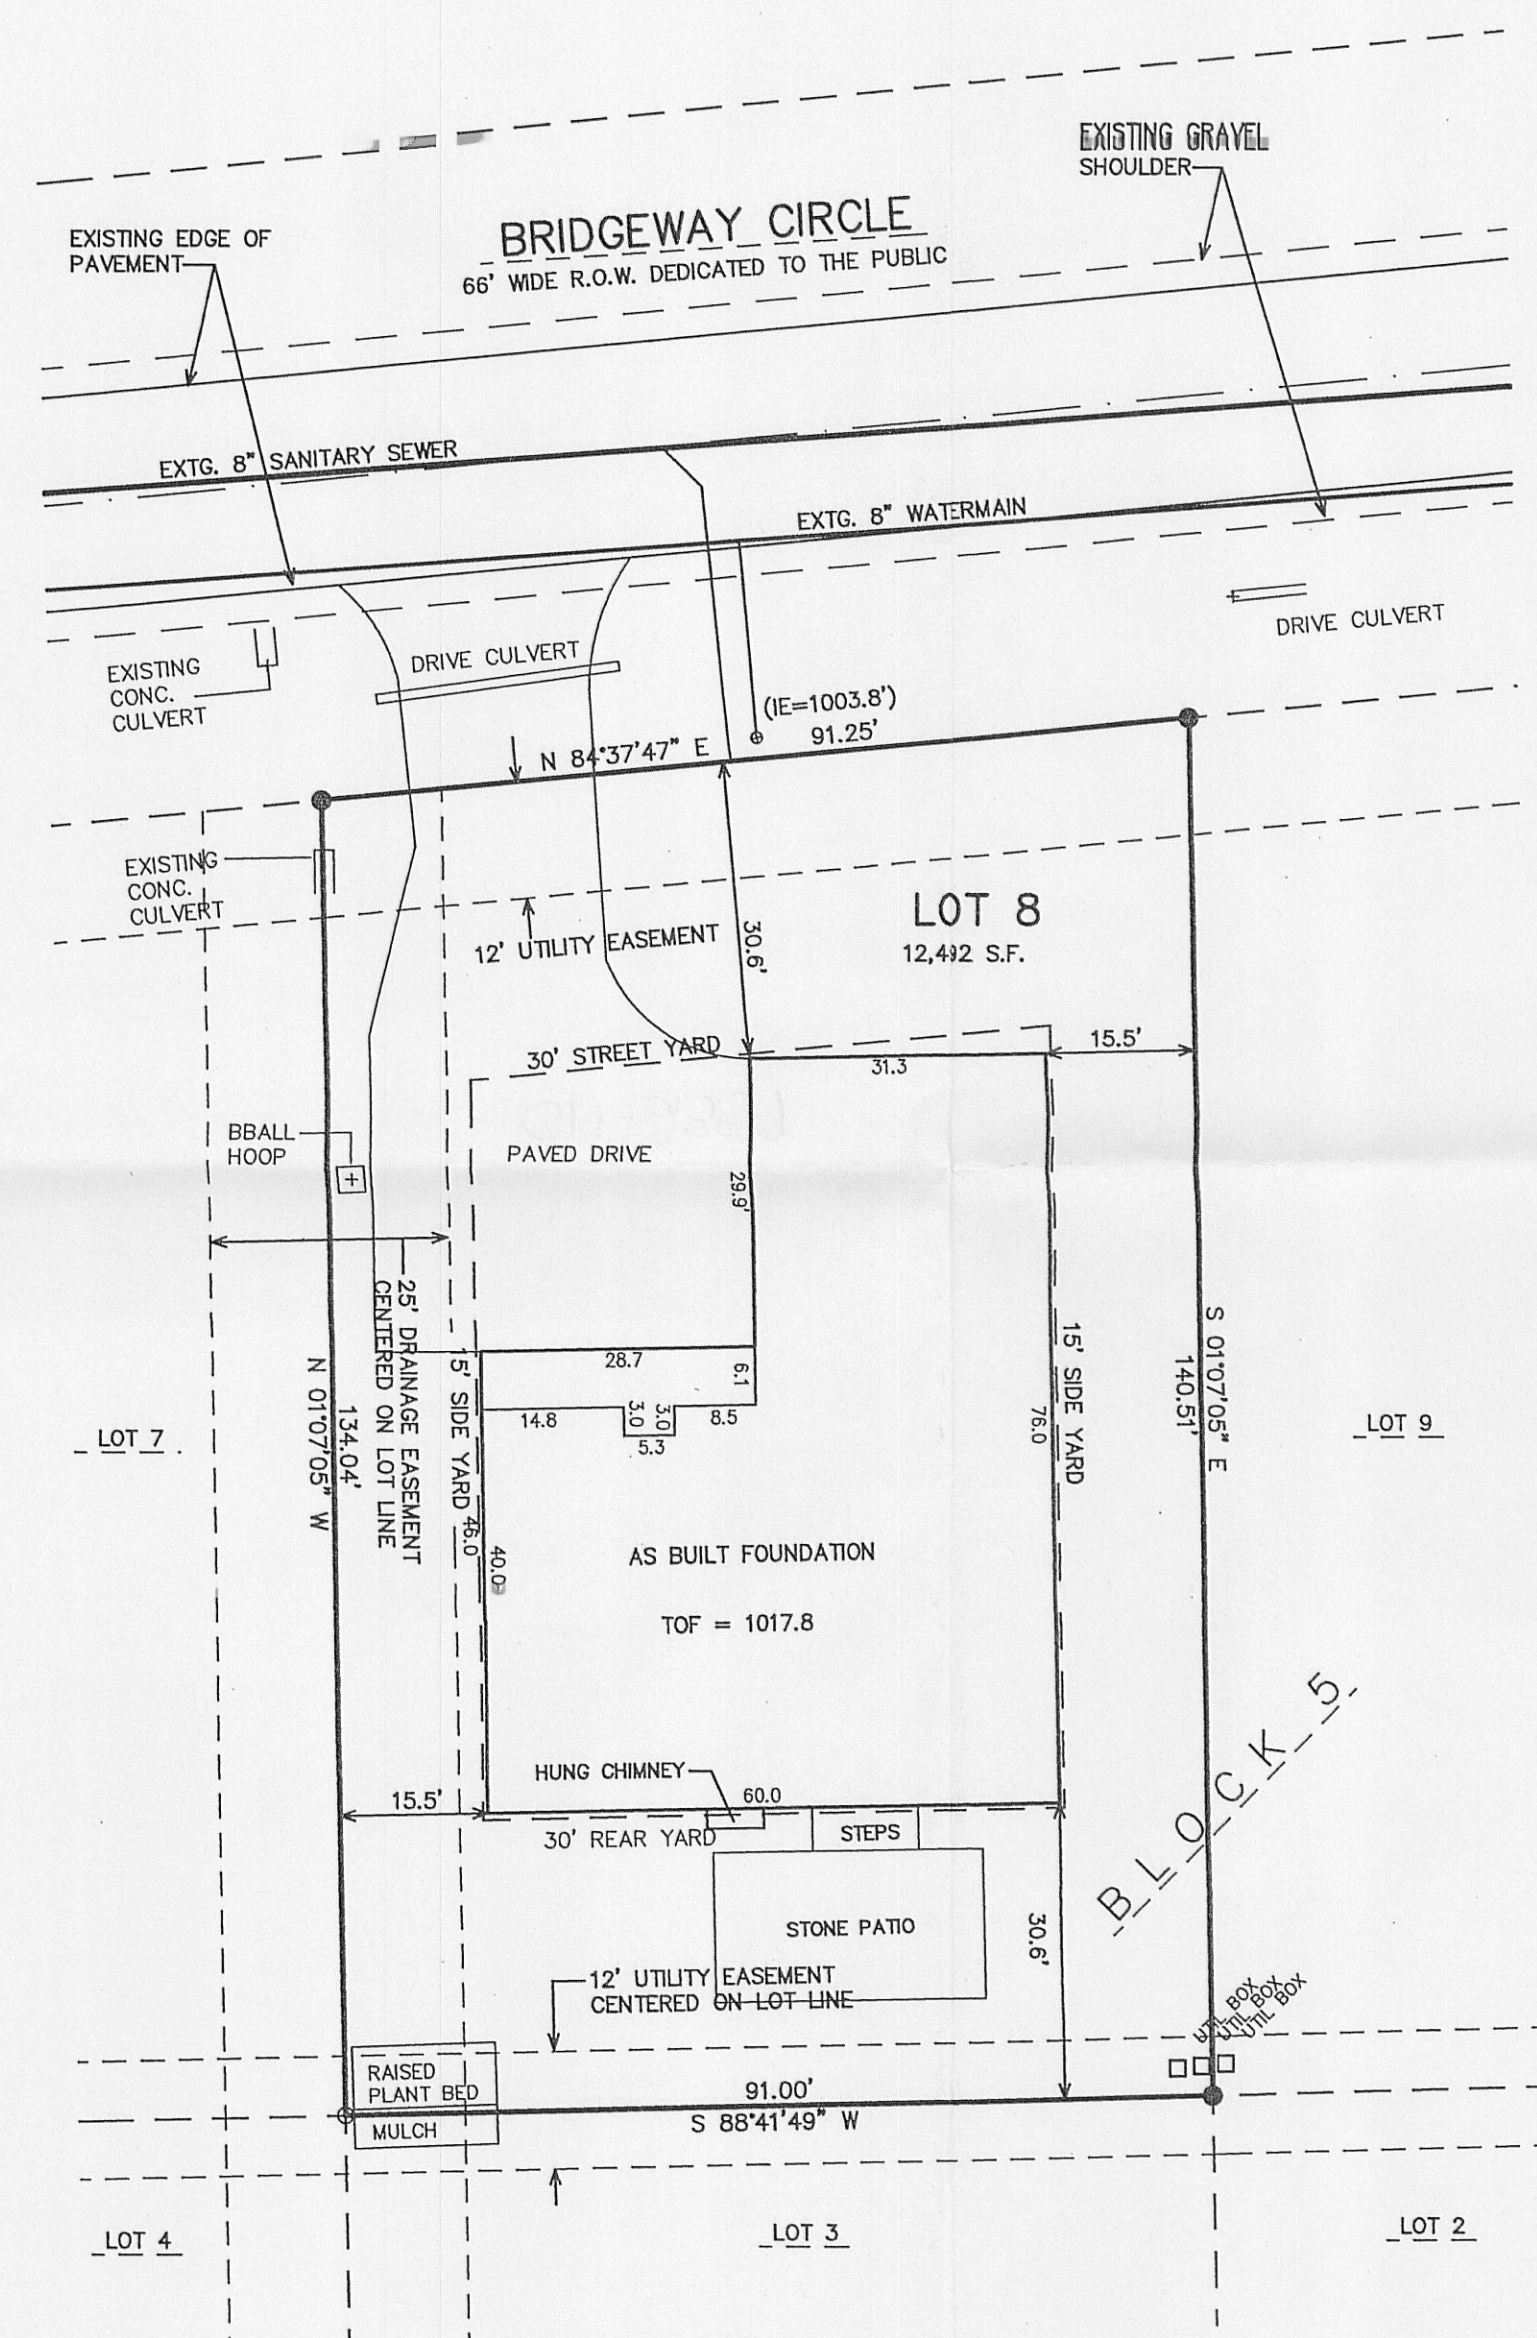 EXISTING GRAVEL
SHOULDER
BRIDGEWAY CIRCLE
66' WIDE R.O.W. DEDICATED TO THE PUBLIC
EXISTING EDGE OF
PAVEMENT
EXTG. 8" SANITARY SEWER
EXTG. 8" WATERMAIN
DRIVE CULVERT
DRIVE CULVERT
EXISTING
CONC.
CULVERT
(IE=1003.8')
91.25'
N 84°37'47" E
EXISTING
CONC.
CULVERT
LOT 8
12,492 S.F.
12' UTILITY EASEMENT
30.6'
30' STREET YARD
15.5'
31.3
BBALL
HOOP
PAVED DRIVE
29.9'
25' DRAINAGE EASEMENT
CENTERED ON LOT LINE
N 01°07'05" W
134.04'
15' SIDE YARD
28.7
6.1
14.8
3.0
3.0
8.5
5.3
76.0
15' SIDE YARD
S 01°07'05" E
140.51'
LOT 7
LOT 9
46.0
40.0
AS BUILT FOUNDATION
TOF = 1017.8
BLOCK 5
HUNG CHIMNEY
60.0
15.5'
30' REAR YARD
STEPS
STONE PATIO
30.6'
12' UTILITY EASEMENT
CENTERED ON LOT LINE
UTIL BOX
UTIL BOX
UTIL BOX
RAISED
PLANT BED
MULCH
91.00'
S 88°41'49" W
LOT 4
LOT 3
LOT 2